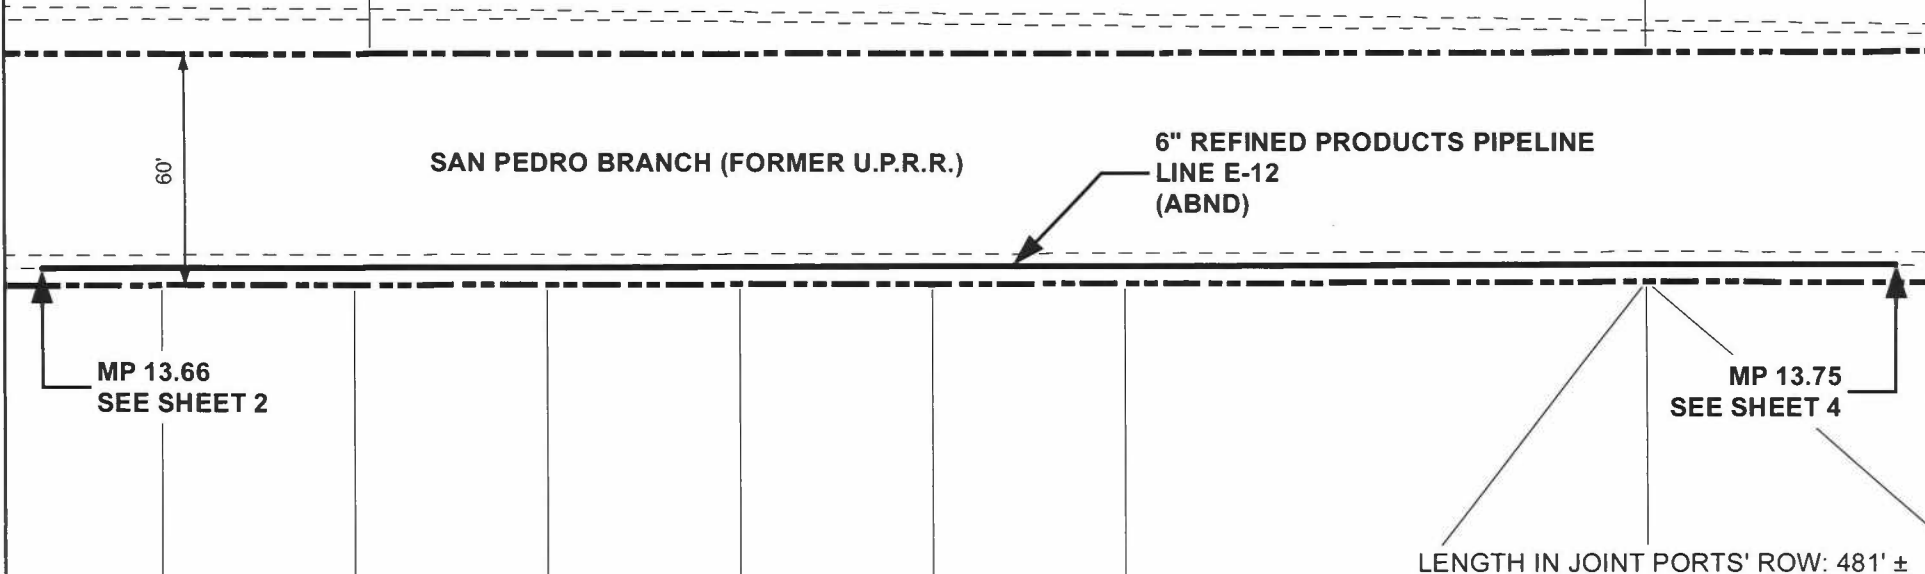 60'
SAN PEDRO BRANCH (FORMER U.P.R.R.)
6" REFINED PRODUCTS PIPELINE
LINE E-12
(ABND)
MP 13.66
SEE SHEET 2
MP 13.75
SEE SHEET 4
LENGTH IN JOINT PORTS' ROW: 481' ±